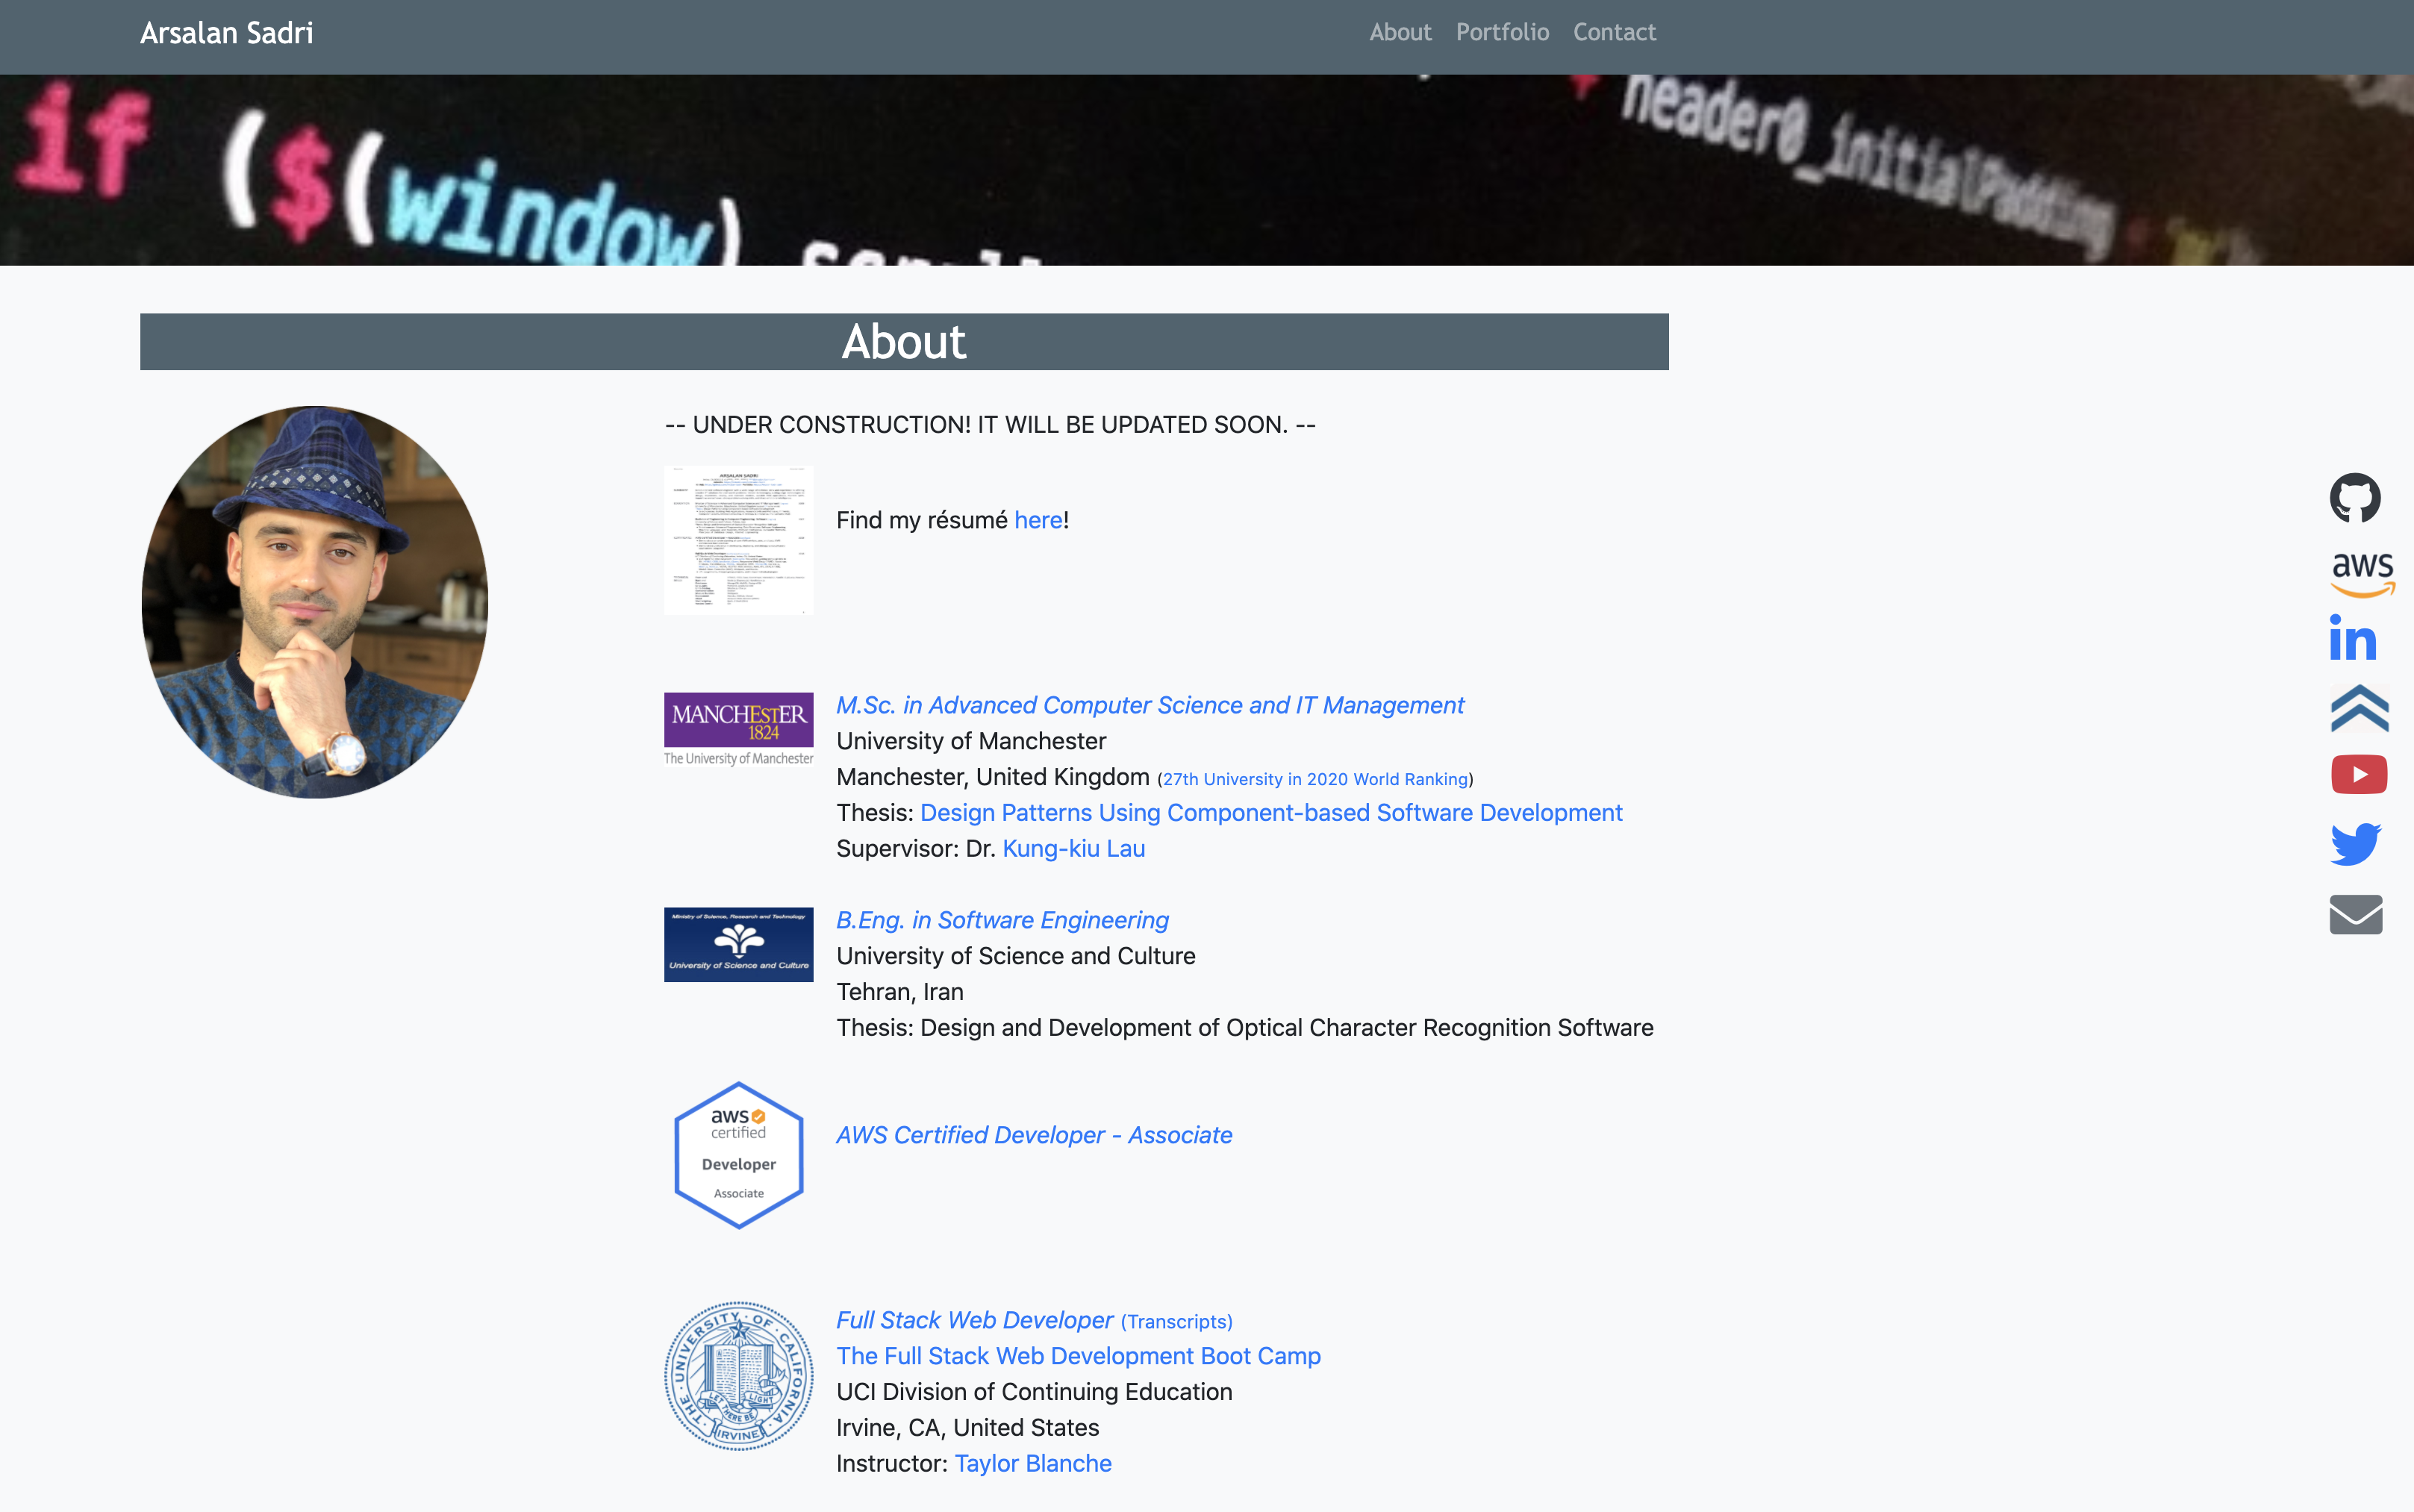 Arsalan Sadri
About Portfolio Contact
if ($(window)
header0_initialPadding
About
-- UNDER CONSTRUCTION! IT WILL BE UPDATED SOON. --
ARSALAN SADRI
Find my résumé here!
MANCHESTER
1824
The University of Manchester
M.Sc. in Advanced Computer Science and IT Management
University of Manchester
Manchester, United Kingdom (27th University in 2020 World Ranking)
Thesis: Design Patterns Using Component-based Software Development
Supervisor: Dr. Kung-kiu Lau
Ministry of Science, Research and Technology
University of Science and Culture
B.Eng. in Software Engineering
University of Science and Culture
Tehran, Iran
Thesis: Design and Development of Optical Character Recognition Software
aws
certified
Developer
Associate
AWS Certified Developer - Associate
THE · UNIVERSITY · OF · CALIFORNIA
LET THERE BE LIGHT
IRVINE
Full Stack Web Developer (Transcripts)
The Full Stack Web Development Boot Camp
UCI Division of Continuing Education
Irvine, CA, United States
Instructor: Taylor Blanche
aws
in